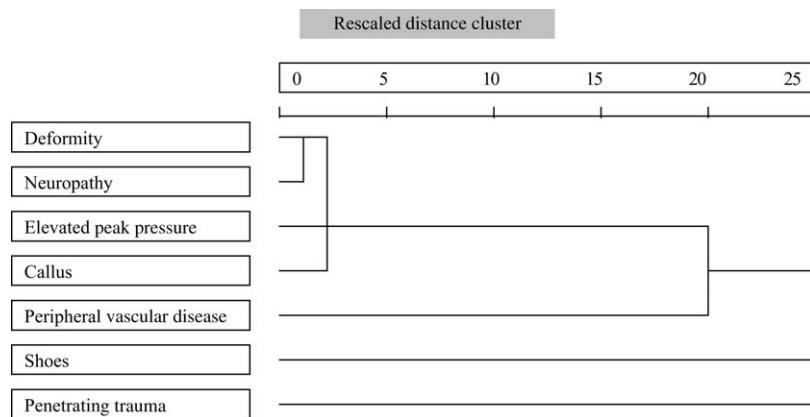 Rescaled distance cluster
0 5 10 15 20 25
Deformity
Neuropathy
Elevated peak pressure
Callus
Peripheral vascular disease
Shoes
Penetrating trauma